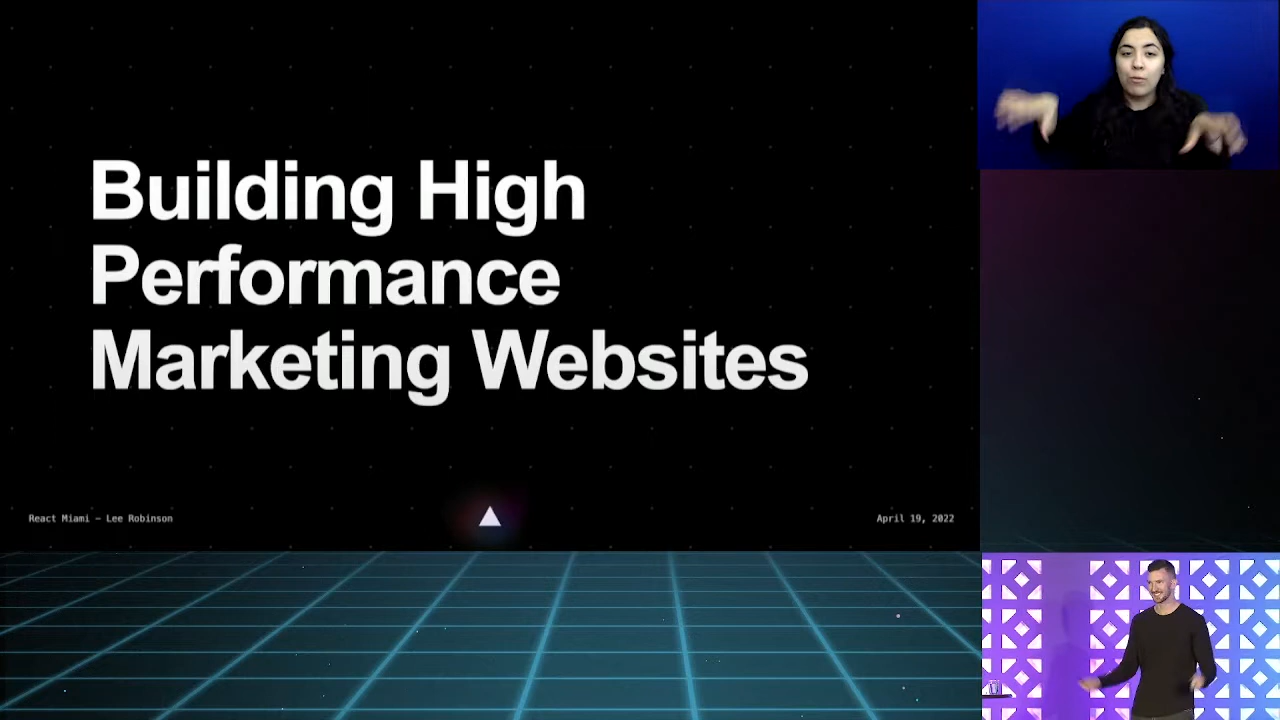 Building High
Performance
Marketing Websites
React Miami — Lee Robinson
April 19, 2022